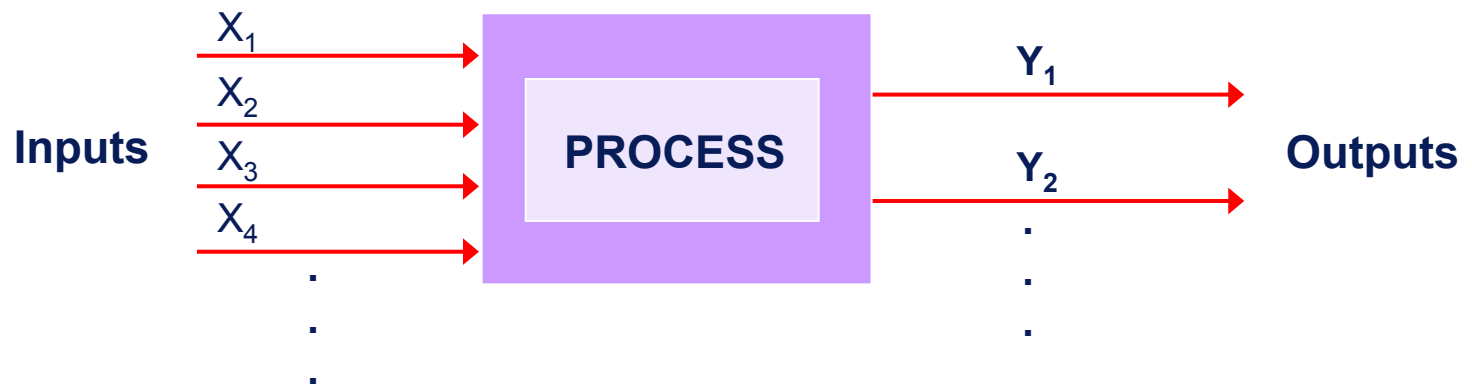 Inputs
X₁
X₂
X₃
X₄
.
.
.
PROCESS
Y₁
Y₂
.
.
.
Outputs